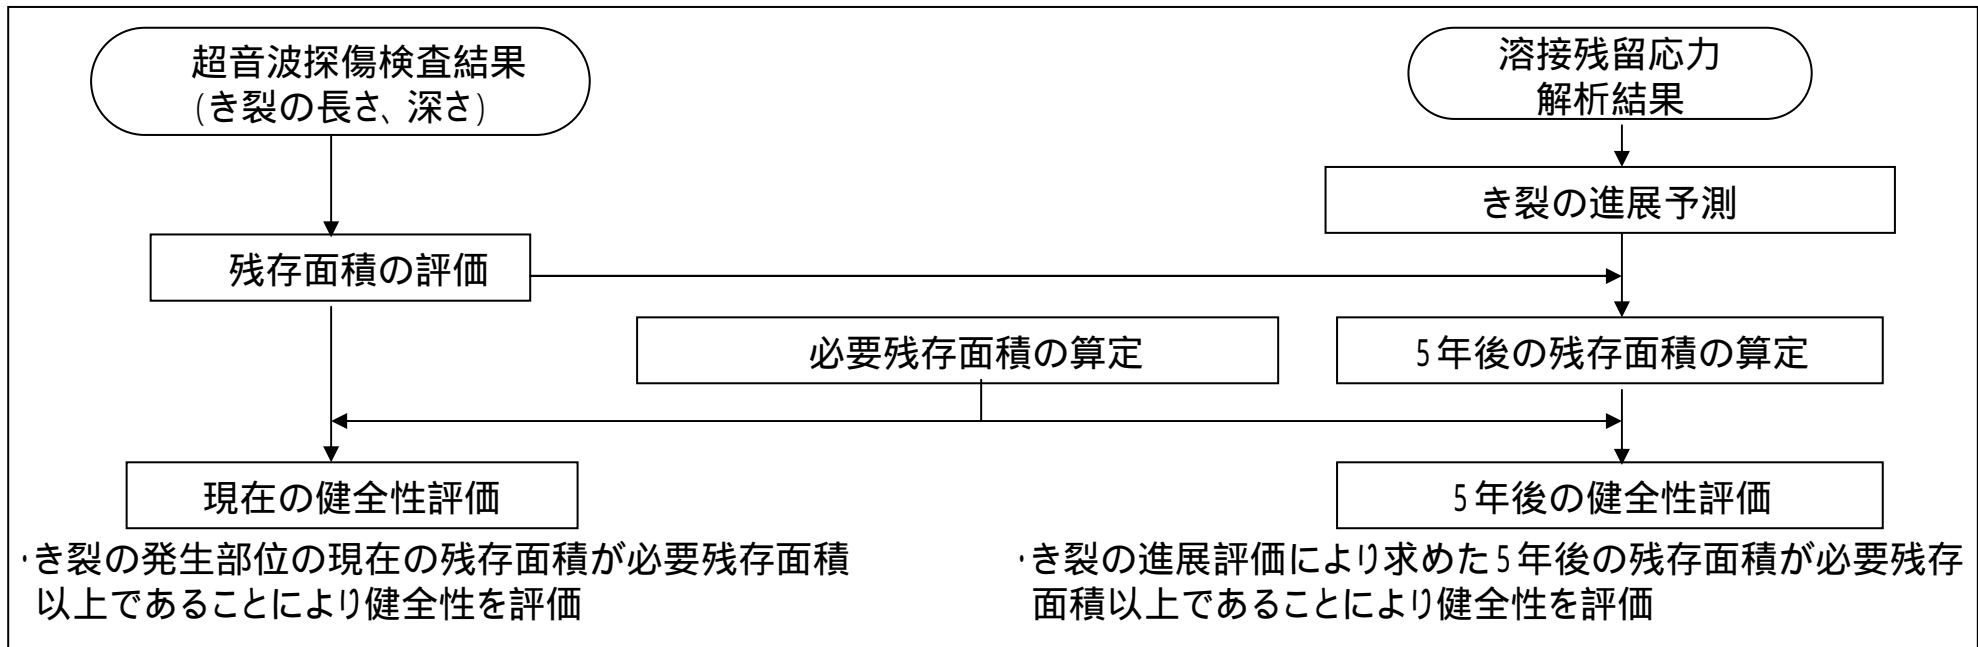 超音波探傷検査結果
(き裂の長さ、深さ)
溶接残留応力
解析結果
き裂の進展予測
残存面積の評価
必要残存面積の算定
5年後の残存面積の算定
現在の健全性評価
5年後の健全性評価
・き裂の発生部位の現在の残存面積が必要残存面積
以上であることにより健全性を評価
・き裂の進展評価により求めた5年後の残存面積が必要残存
面積以上であることにより健全性を評価